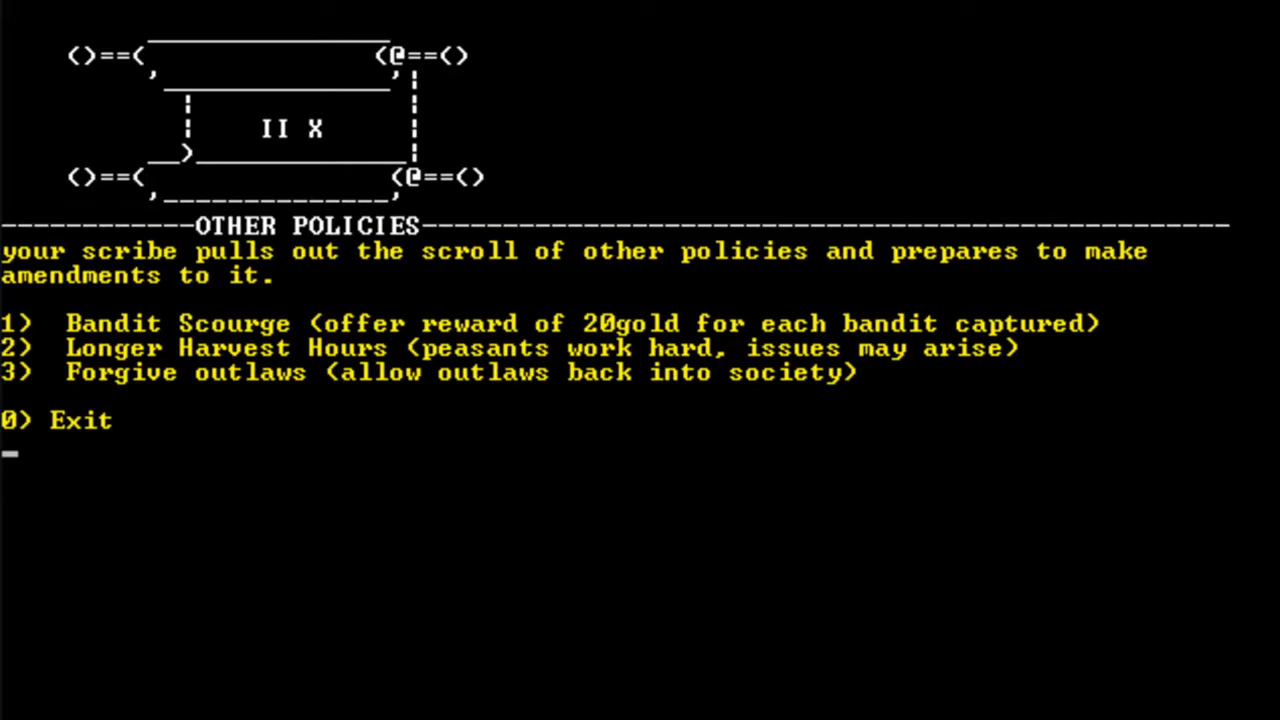 II X
OTHER POLICIES
your scribe pulls out the scroll of other policies and prepares to make
amendments to it.
1) Bandit Scourge (offer reward of 20gold for each bandit captured)
2) Longer Harvest Hours (peasants work hard, issues may arise)
3) Forgive outlaws (allow outlaws back into society)
0) Exit